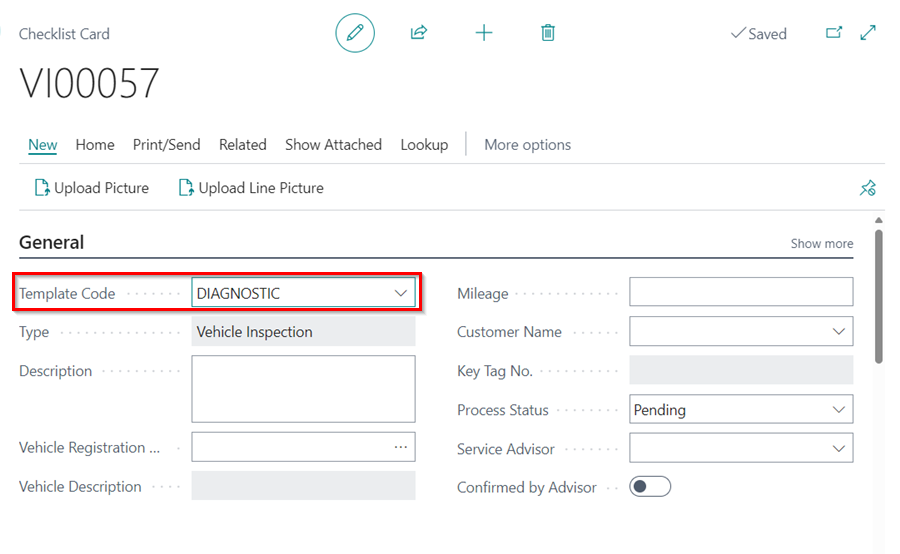 Checklist Card
Saved
VI00057
New Home Print/Send Related Show Attached Lookup More options
Upload Picture Upload Line Picture
General
Show more
Template Code DIAGNOSTIC
Type Vehicle Inspection
Description
Vehicle Registration ...
Vehicle Description
Mileage
Customer Name
Key Tag No.
Process Status Pending
Service Advisor
Confirmed by Advisor